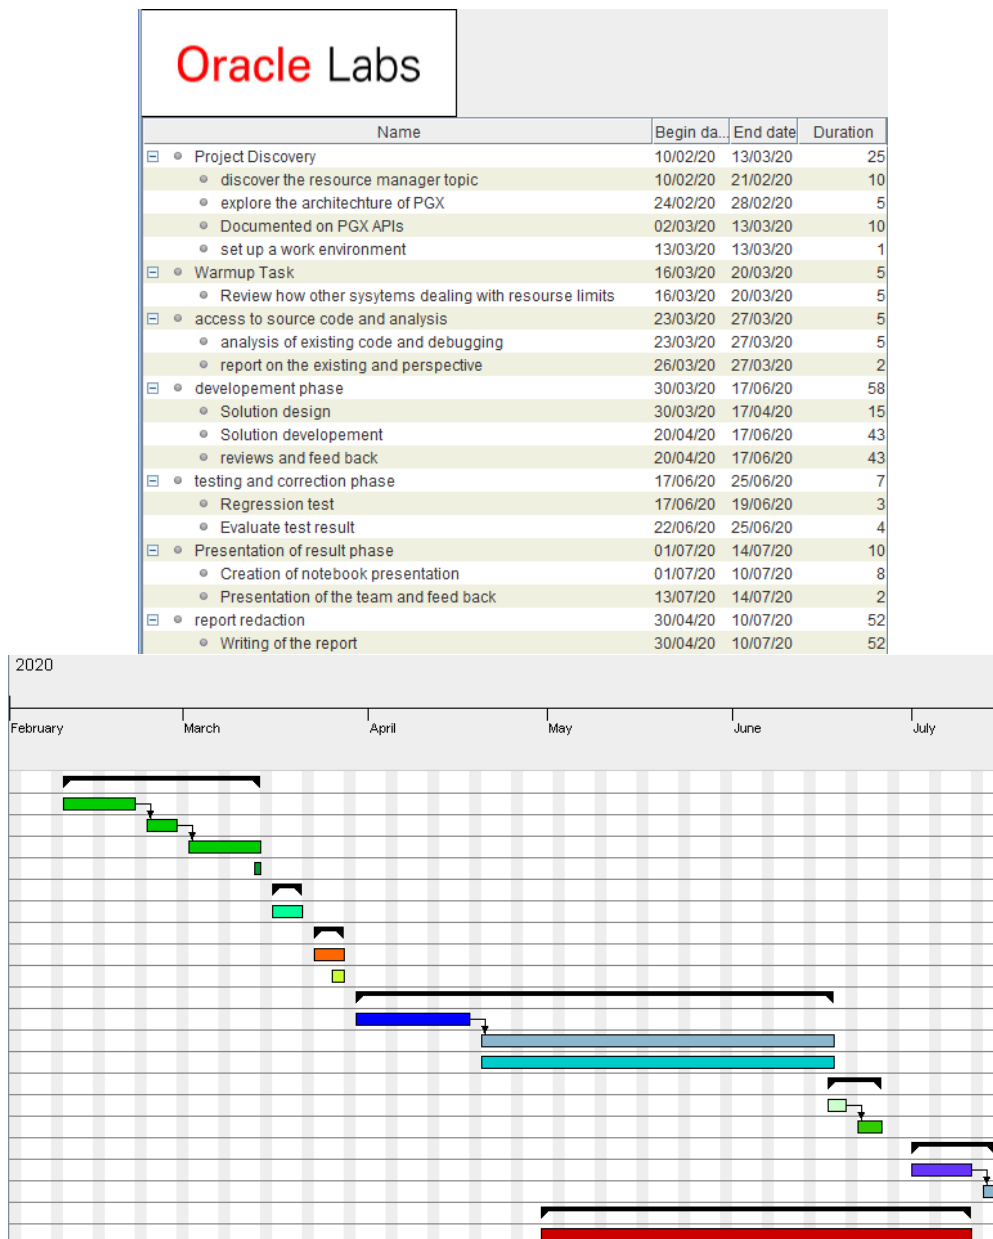 Oracle Labs
Name Begin da... End date Duration
Project Discovery 10/02/20 13/03/20 25
discover the resource manager topic 10/02/20 21/02/20 10
explore the architechture of PGX 24/02/20 28/02/20 5
Documented on PGX APIs 02/03/20 13/03/20 10
set up a work environment 13/03/20 13/03/20 1
Warmup Task 16/03/20 20/03/20 5
Review how other sysytems dealing with resourse limits 16/03/20 20/03/20 5
access to source code and analysis 23/03/20 27/03/20 5
analysis of existing code and debugging 23/03/20 27/03/20 5
report on the existing and perspective 26/03/20 27/03/20 2
developement phase 30/03/20 17/06/20 58
Solution design 30/03/20 17/04/20 15
Solution developement 20/04/20 17/06/20 43
reviews and feed back 20/04/20 17/06/20 43
testing and correction phase 17/06/20 25/06/20 7
Regression test 17/06/20 19/06/20 3
Evaluate test result 22/06/20 25/06/20 4
Presentation of result phase 01/07/20 14/07/20 10
Creation of notebook presentation 01/07/20 10/07/20 8
Presentation of the team and feed back 13/07/20 14/07/20 2
report redaction 30/04/20 10/07/20 52
Writing of the report 30/04/20 10/07/20 52
2020
February March April May June July